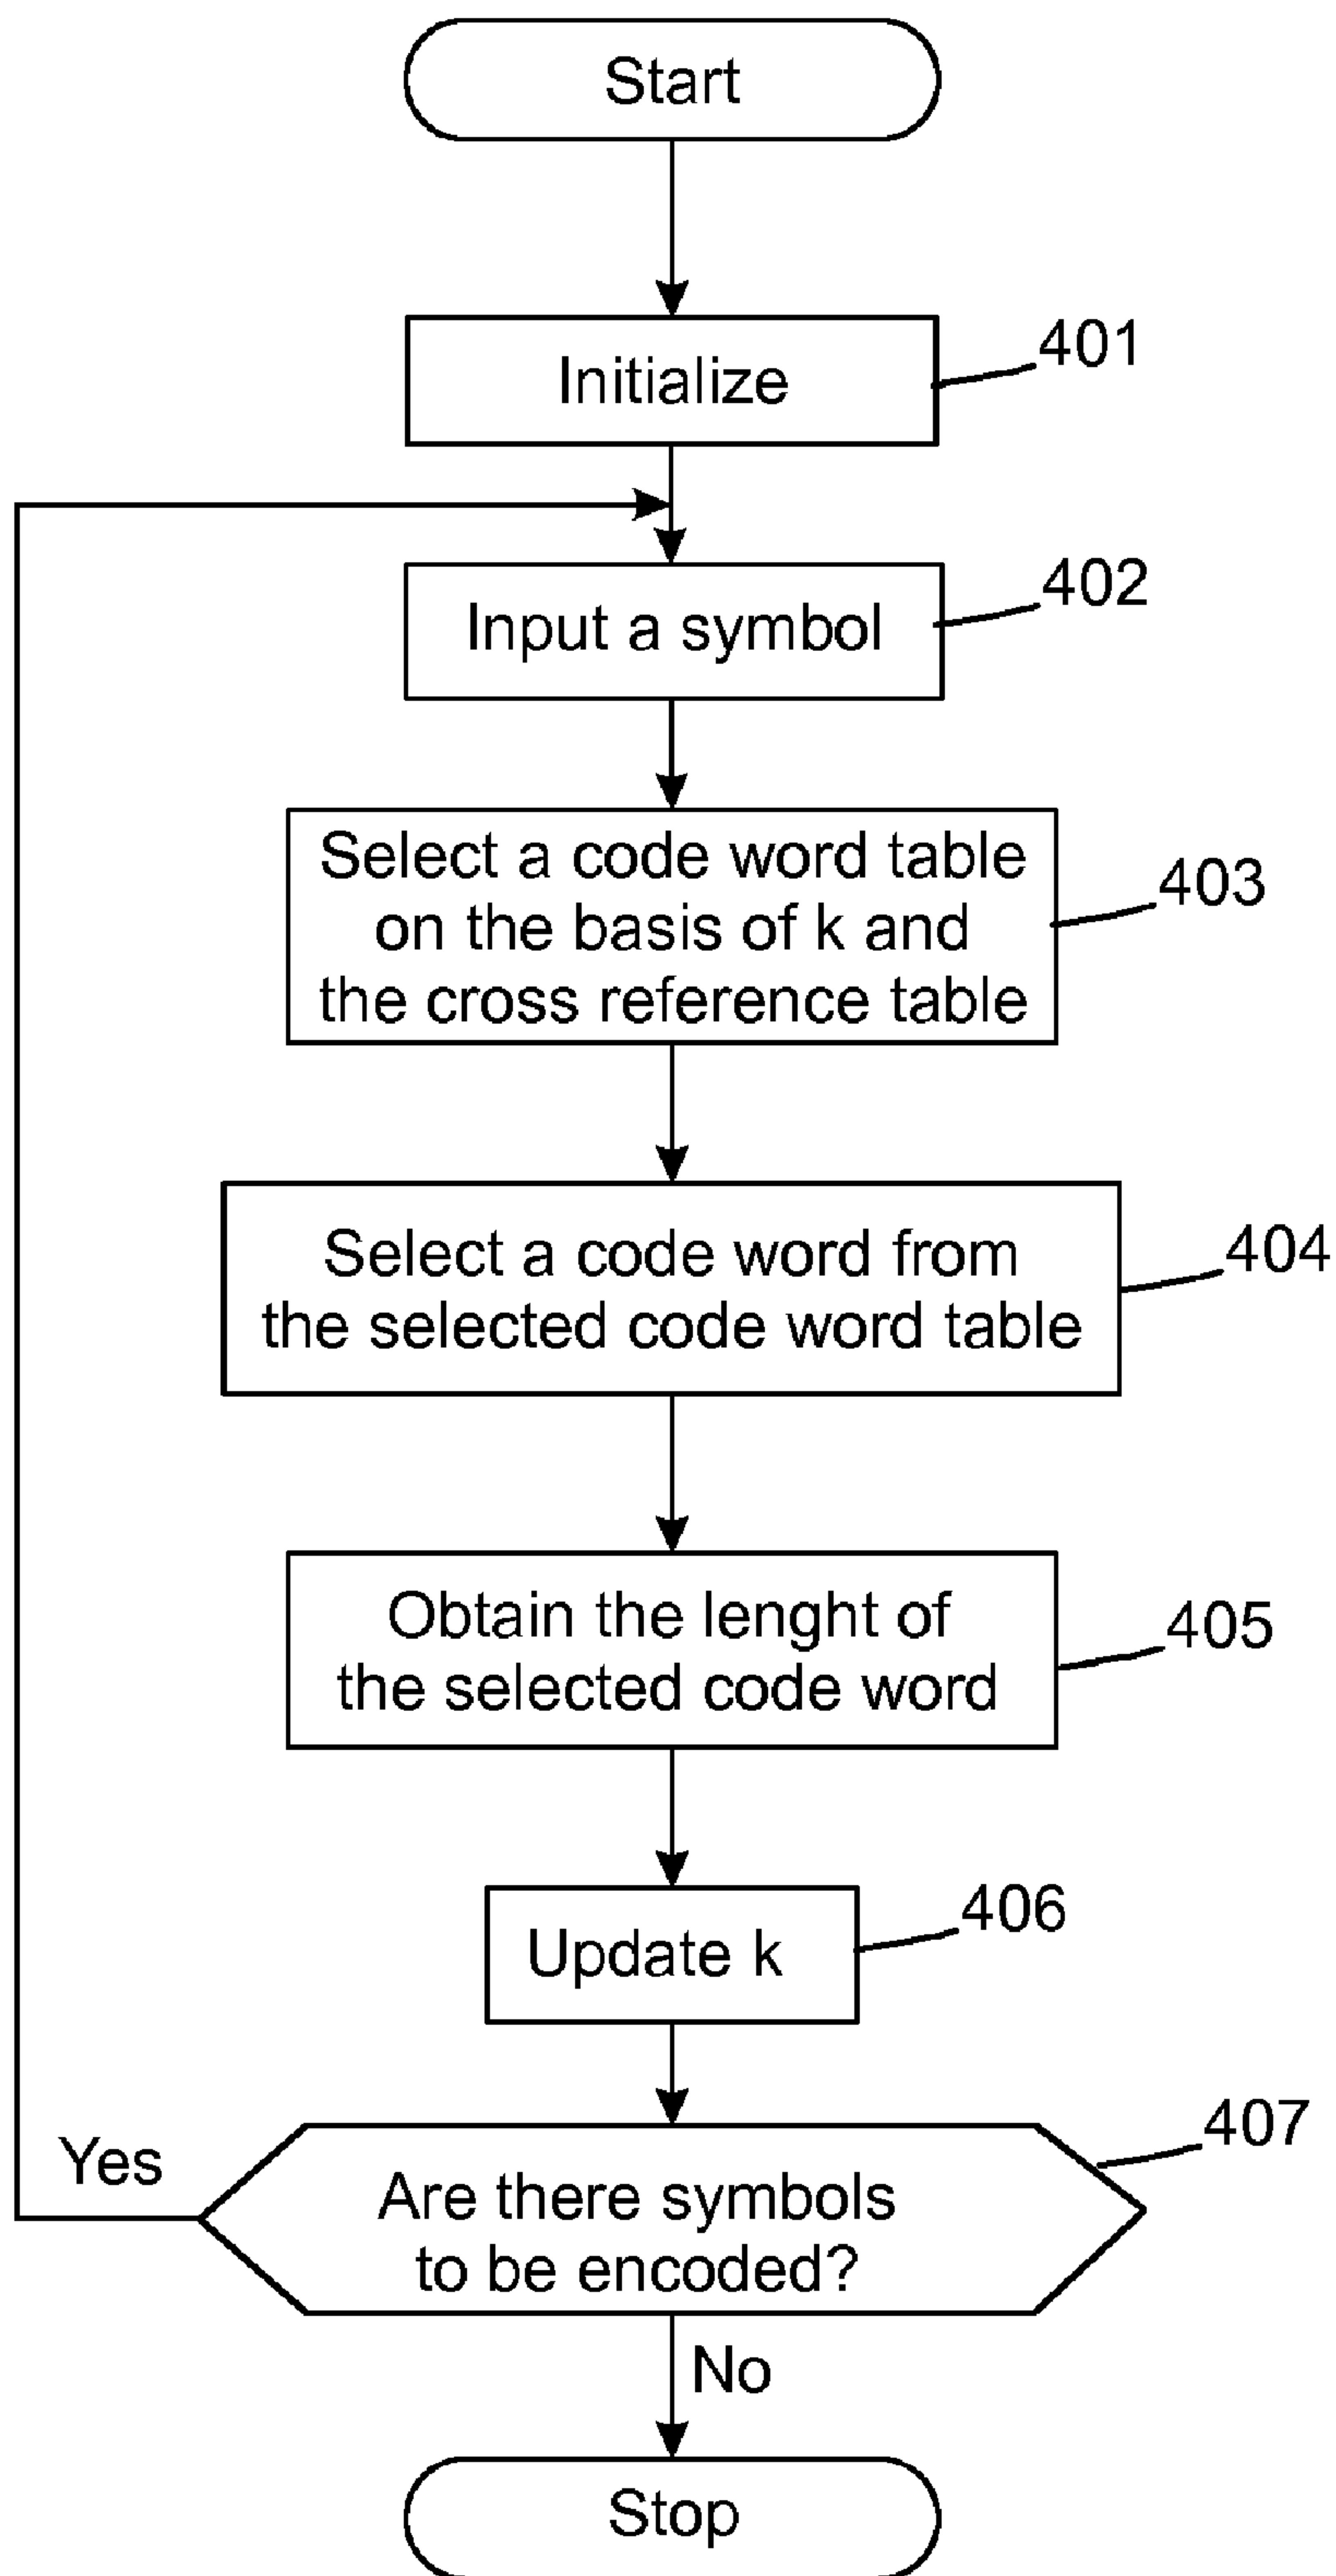 Start
Initialize
401
Input a symbol
402
Select a code word table
on the basis of k and
the cross reference table
403
Select a code word from
the selected code word table
404
Obtain the lenght of
the selected code word
405
Update k
406
Are there symbols
to be encoded?
407
Yes
No
Stop